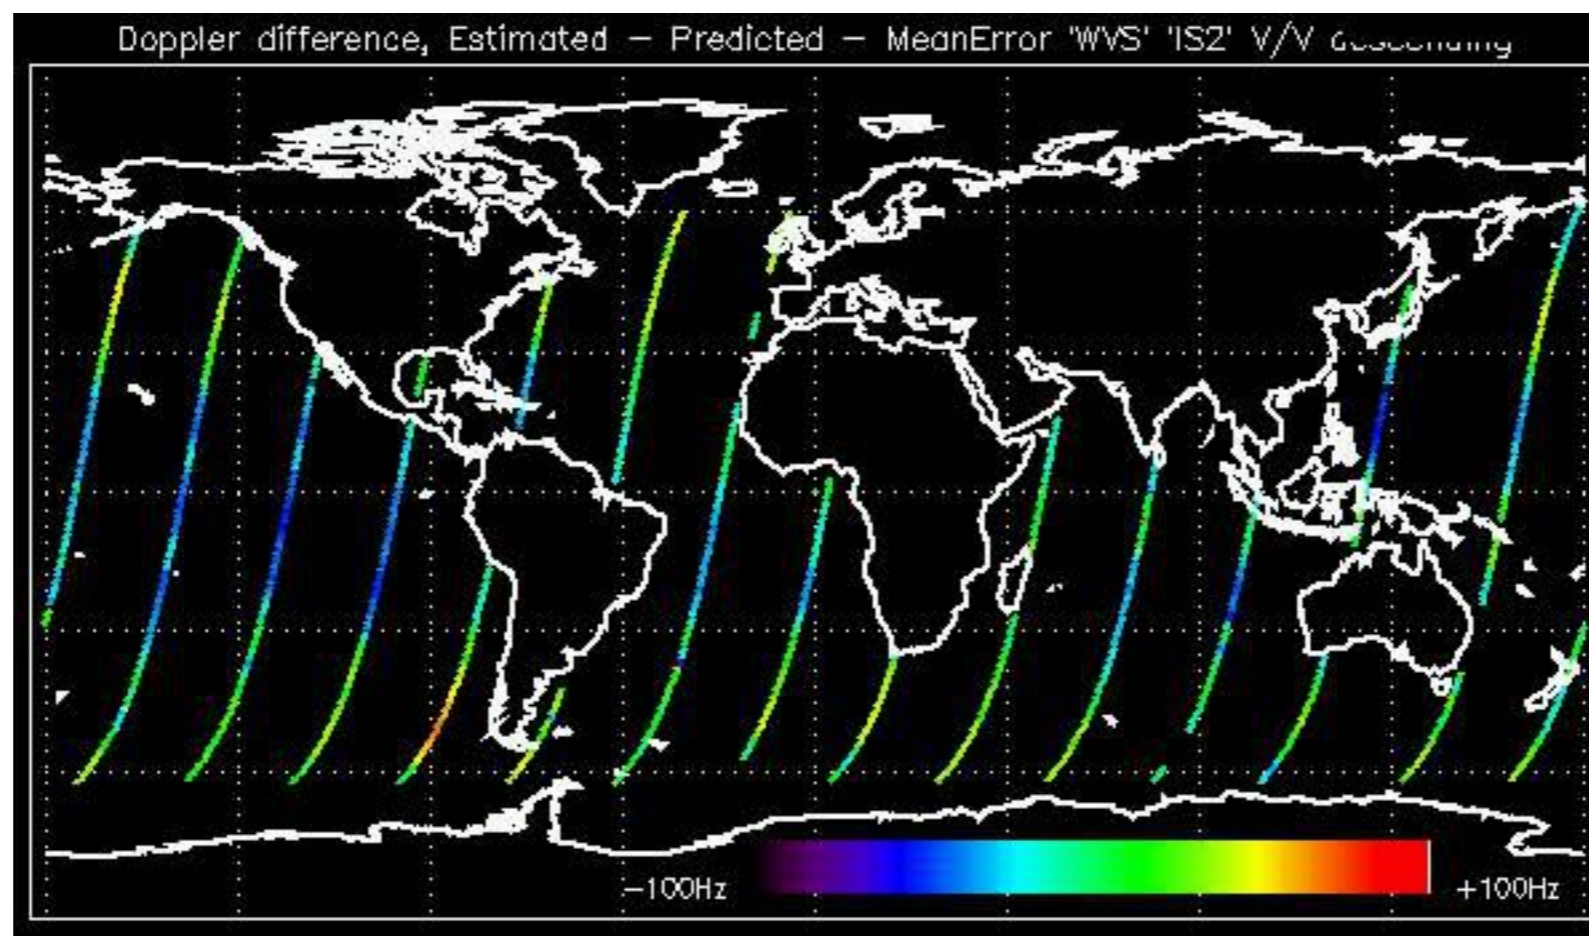 Doppler difference, Estimated – Predicted – MeanError 'WVS' 'IS2' V/V
–100Hz
+100Hz